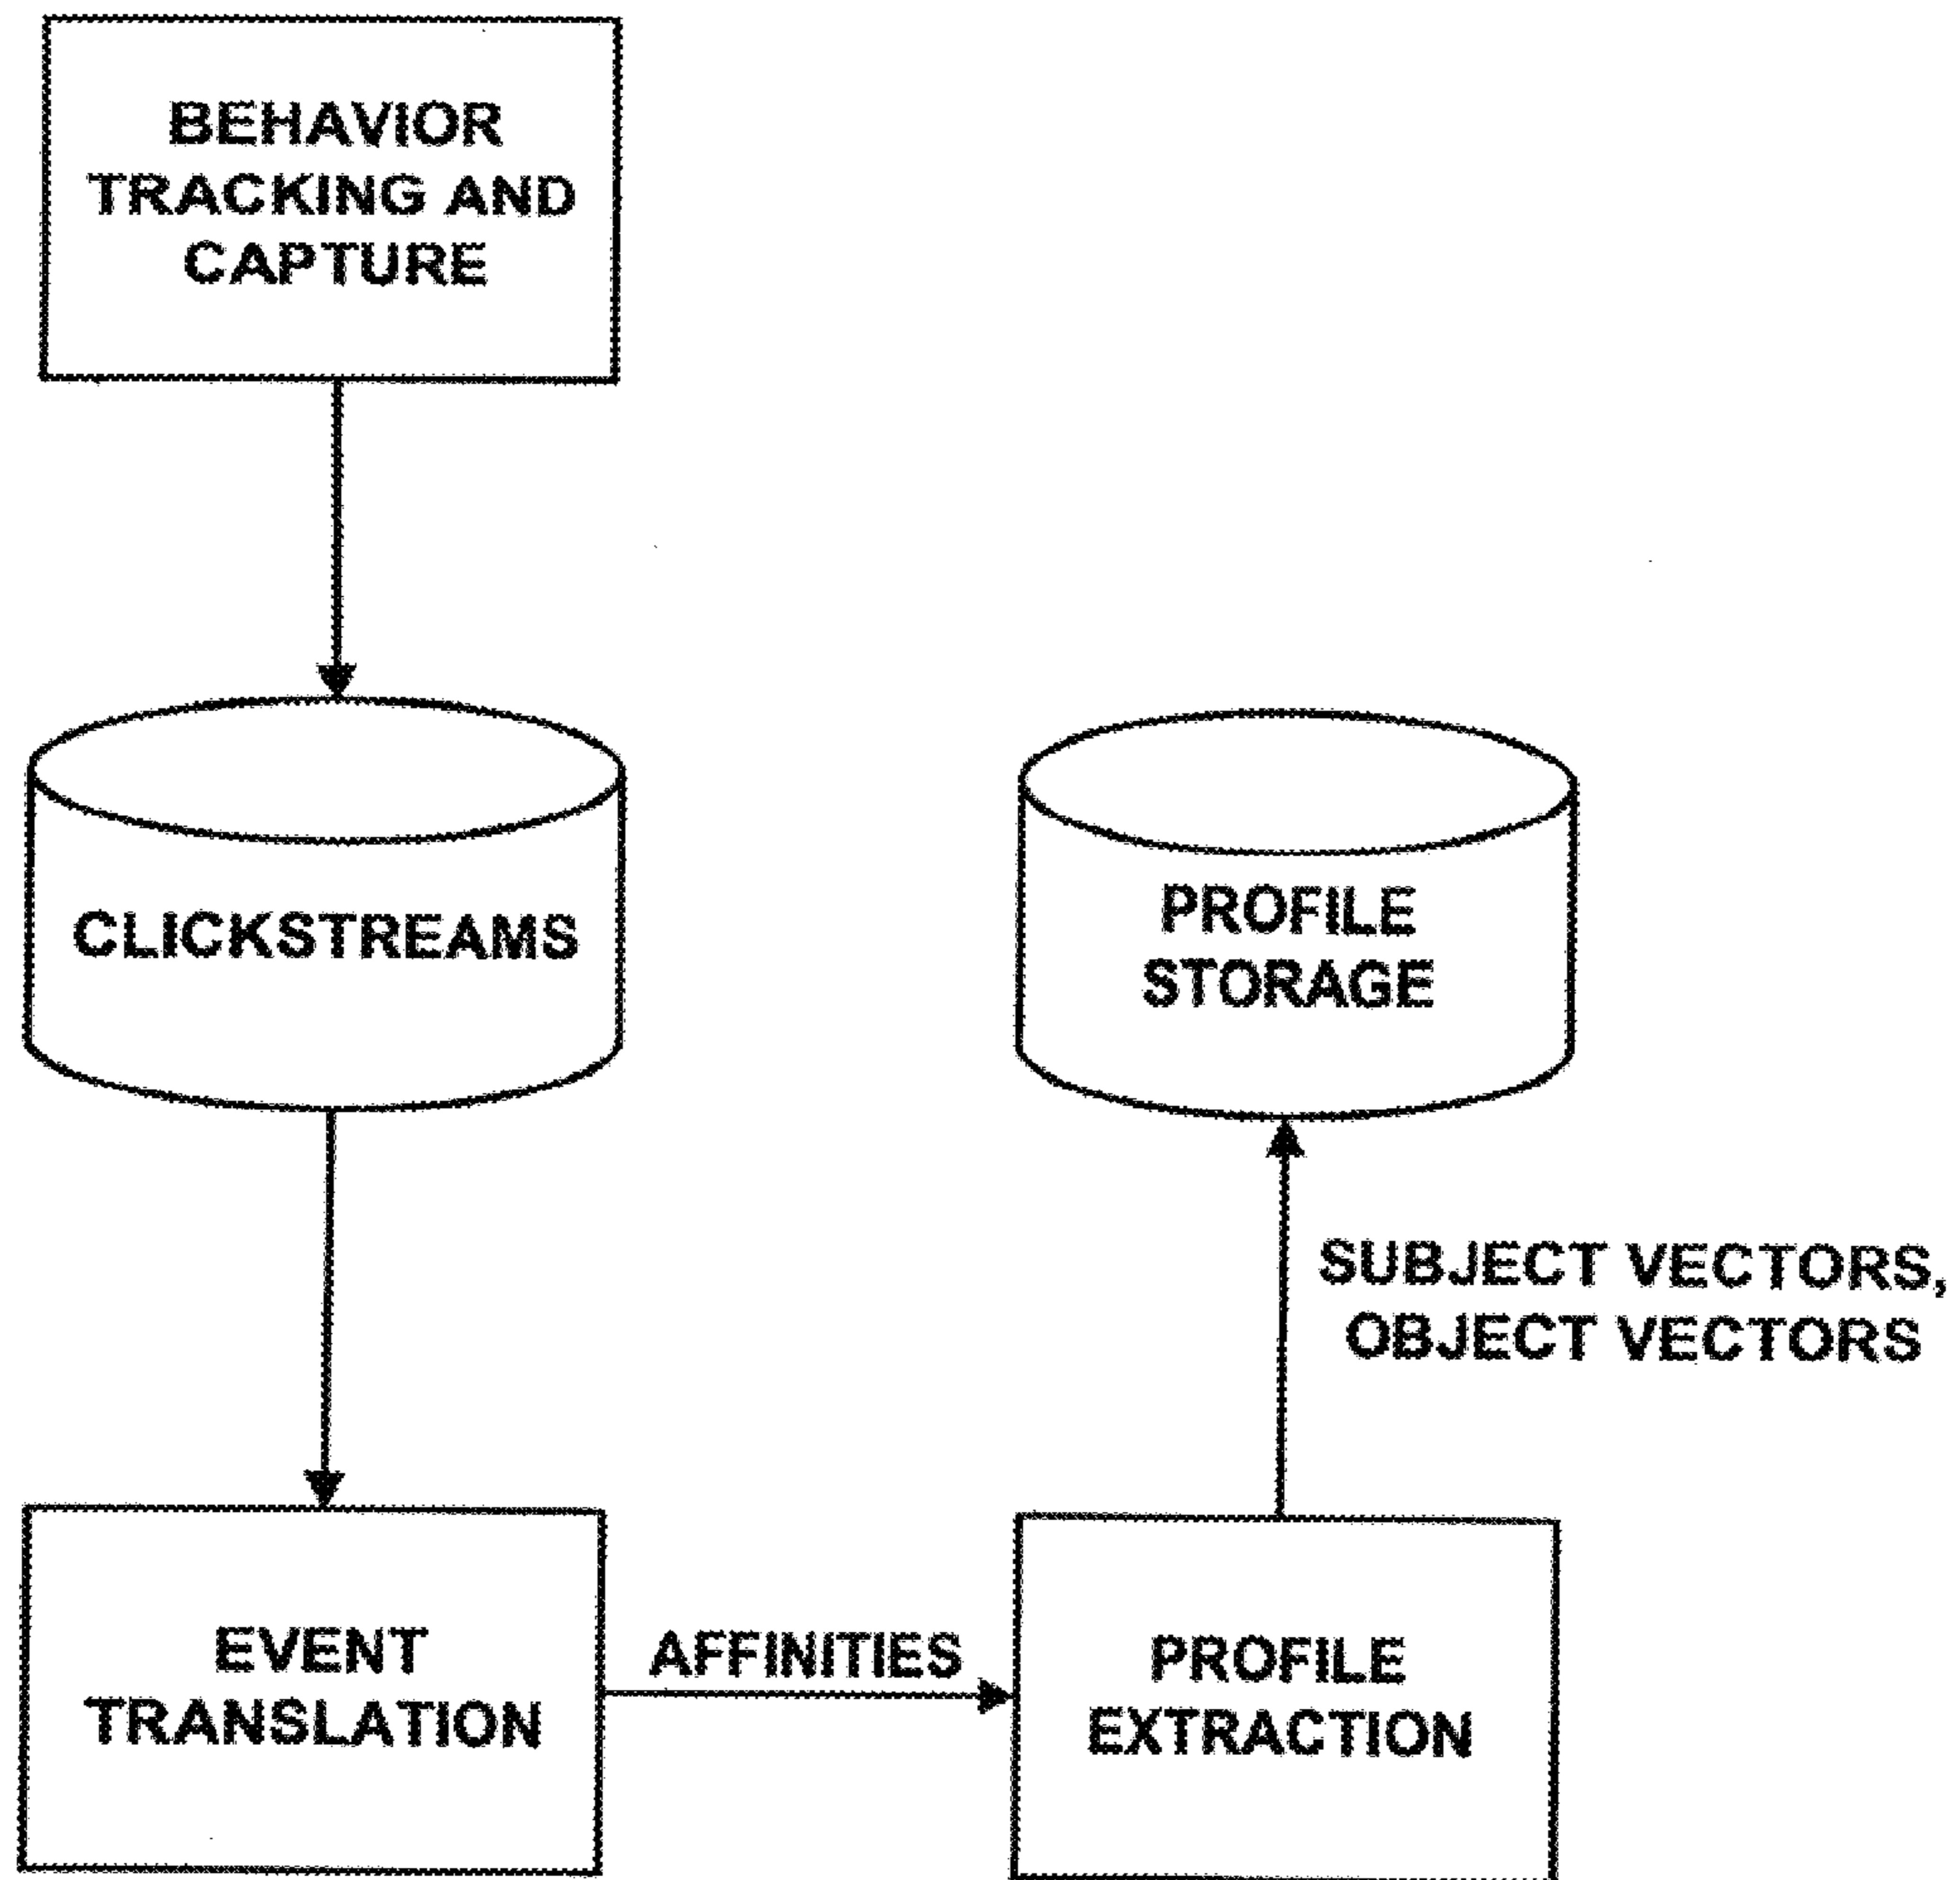 BEHAVIOR
TRACKING AND
CAPTURE
CLICKSTREAMS
PROFILE
STORAGE
SUBJECT VECTORS,
OBJECT VECTORS
EVENT
TRANSLATION
AFFINITIES
PROFILE
EXTRACTION